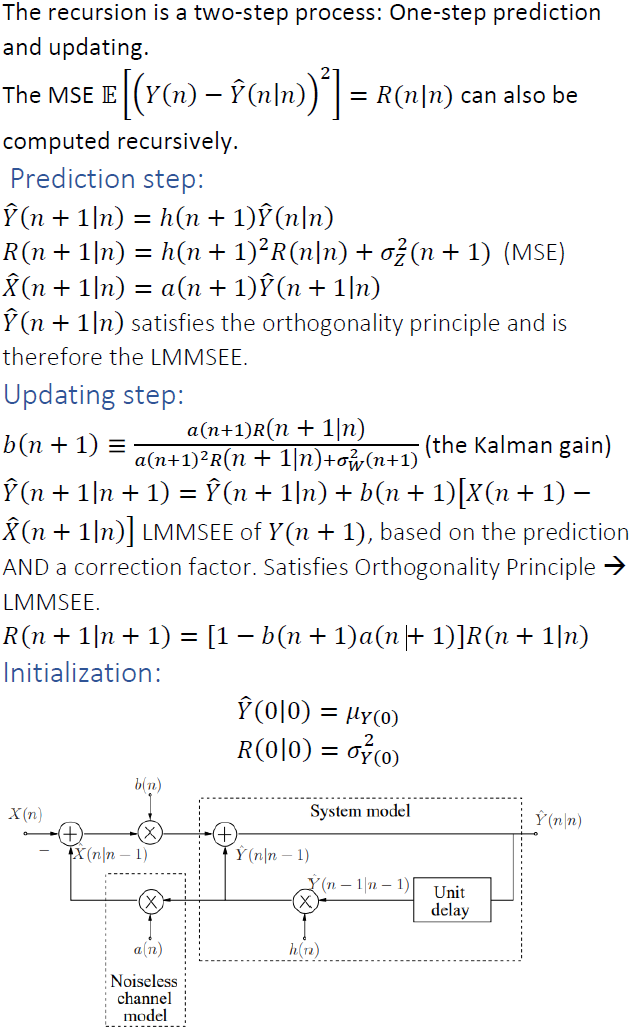 The recursion is a two-step process: One-step prediction
and updating.
The MSE 𝔼[(Y(n) − Ŷ(n|n))²] = R(n|n) can also be
computed recursively.
Prediction step:
Ŷ(n + 1|n) = h(n + 1)Ŷ(n|n)
R(n + 1|n) = h(n + 1)²R(n|n) + σ_Z²(n + 1) (MSE)
X̂(n + 1|n) = a(n + 1)Ŷ(n + 1|n)
Ŷ(n + 1|n) satisfies the orthogonality principle and is
therefore the LMMSEE.
Updating step:
b(n + 1) ≡ a(n+1)R(n + 1|n) / a(n+1)²R(n + 1|n)+σ_W²(n+1) (the Kalman gain)
Ŷ(n + 1|n + 1) = Ŷ(n + 1|n) + b(n + 1)[X(n + 1) −
X̂(n + 1|n)] LMMSEE of Y(n + 1), based on the prediction
AND a correction factor. Satisfies Orthogonality Principle →
LMMSEE.
R(n + 1|n + 1) = [1 − b(n + 1)a(n + 1)]R(n + 1|n)
Initialization:
Ŷ(0|0) = μ_Y(0)
R(0|0) = σ²_Y(0)
b(n)
X(n)
System model
Ŷ(n|n)
+
×
+
−
X̂(n|n − 1)
Ŷ(n|n − 1)
Ŷ(n − 1|n − 1)
Unit
delay
×
×
a(n)
h(n)
Noiseless
channel
model